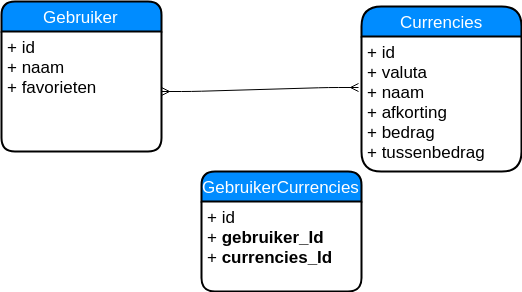 Gebruiker
+ id
+ naam
+ favorieten
Currencies
+ id
+ valuta
+ naam
+ afkorting
+ bedrag
+ tussenbedrag
GebruikerCurrencies
+ id
+ gebruiker_Id
+ currencies_Id